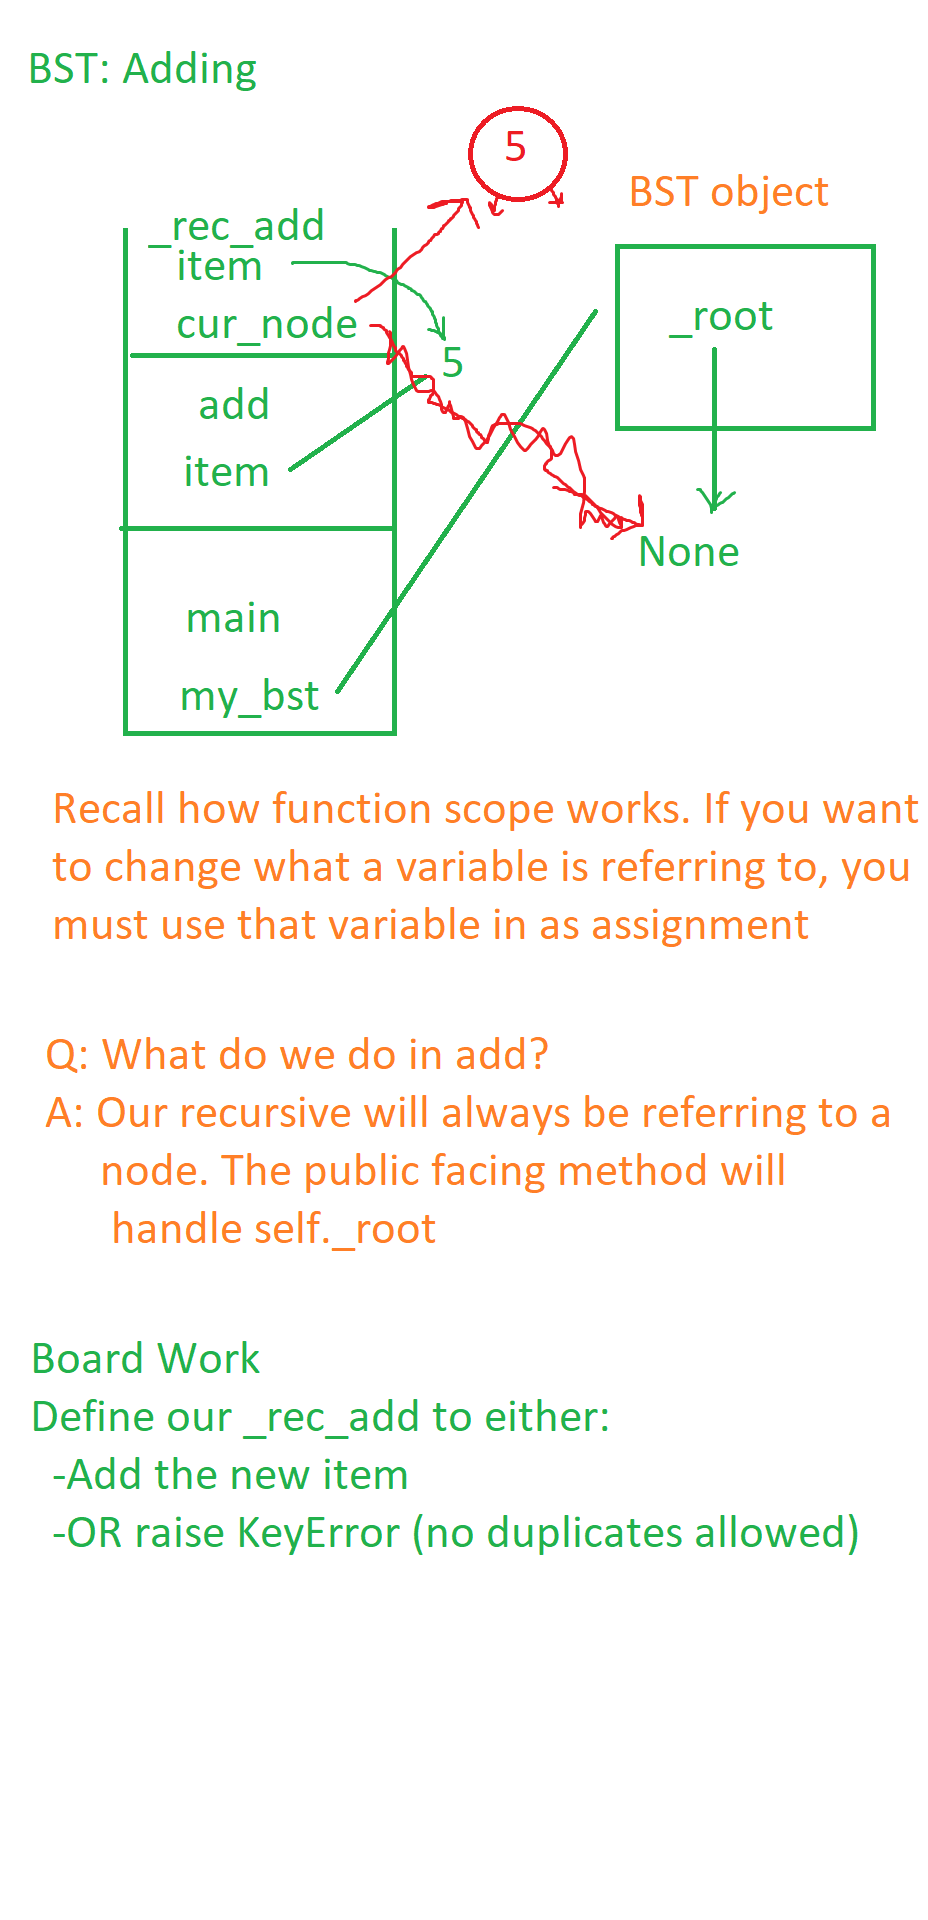 BST: Adding
5
BST object
_rec_add
item
cur_node
_root
5
add
item
None
main
my_bst
Recall how function scope works. If you want
to change what a variable is referring to, you
must use that variable in as assignment
Q: What do we do in add?
A: Our recursive will always be referring to a
node. The public facing method will
handle self._root
Board Work
Define our _rec_add to either:
-Add the new item
-OR raise KeyError (no duplicates allowed)